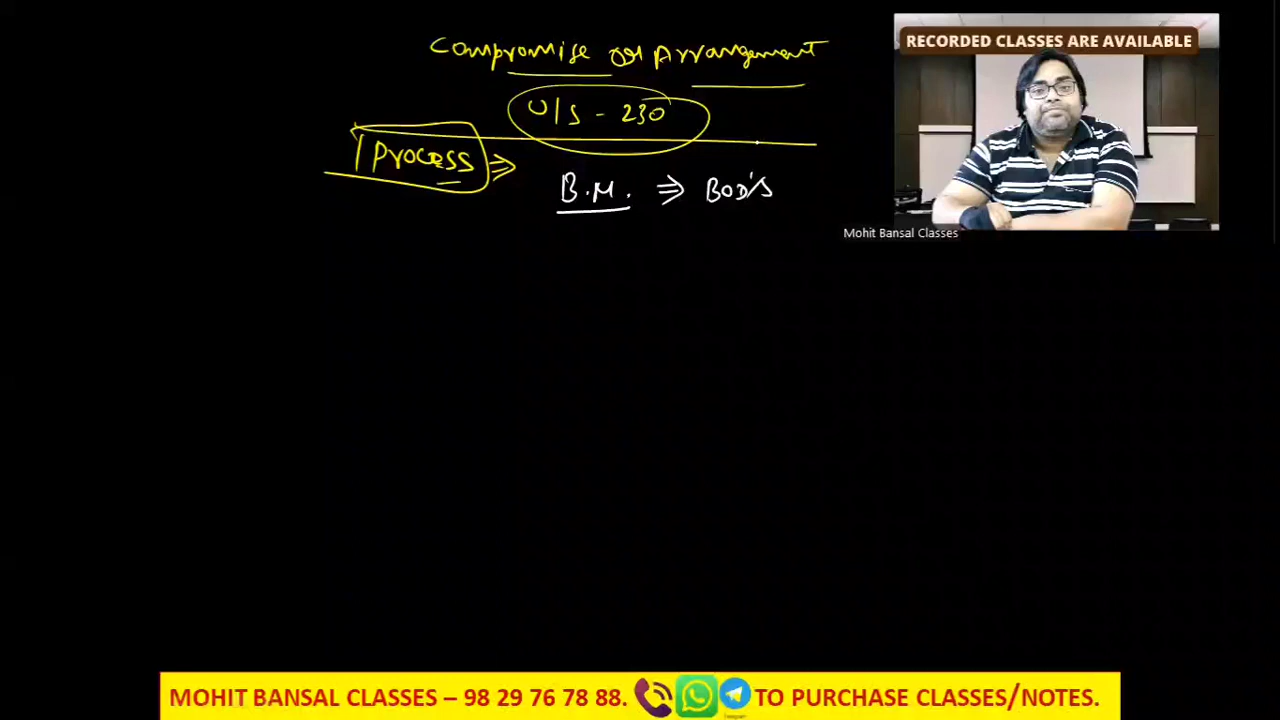 Compromise or Arrangement
RECORDED CLASSES ARE AVAILABLE
U/S - 230
Process ⇒
B.M. ⇒ BOD's
Mohit Bansal Classes
MOHIT BANSAL CLASSES – 98 29 76 78 88. TO PURCHASE CLASSES/NOTES.
Telegram